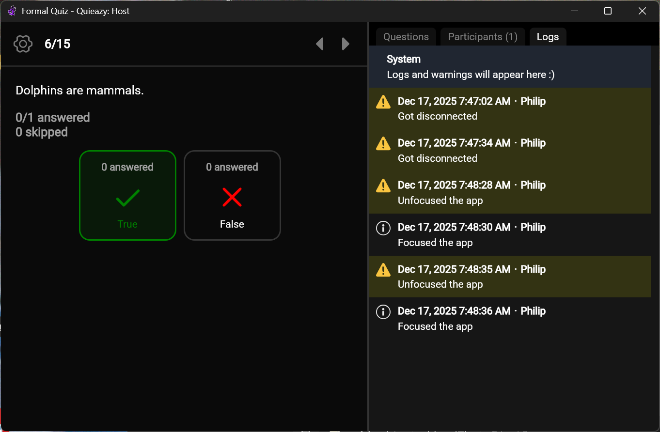 Formal Quiz - Quieazy: Host
6/15
Dolphins are mammals.
0/1 answered
0 skipped
0 answered
True
0 answered
False
Questions
Participants (1)
Logs
System
Logs and warnings will appear here :)
Dec 17, 2025 7:47:02 AM · Philip
Got disconnected
Dec 17, 2025 7:47:34 AM · Philip
Got disconnected
Dec 17, 2025 7:48:28 AM · Philip
Unfocused the app
Dec 17, 2025 7:48:30 AM · Philip
Focused the app
Dec 17, 2025 7:48:35 AM · Philip
Unfocused the app
Dec 17, 2025 7:48:36 AM · Philip
Focused the app